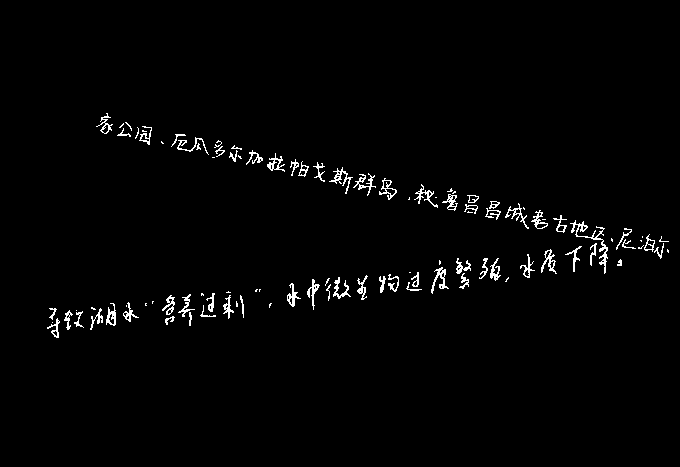 家公园、厄瓜多尔加拉帕戈斯群岛、秘鲁昌昌城考古地区、尼泊尔
导致湖水“营养过剩”,水中微生物过度繁殖,水质下降。